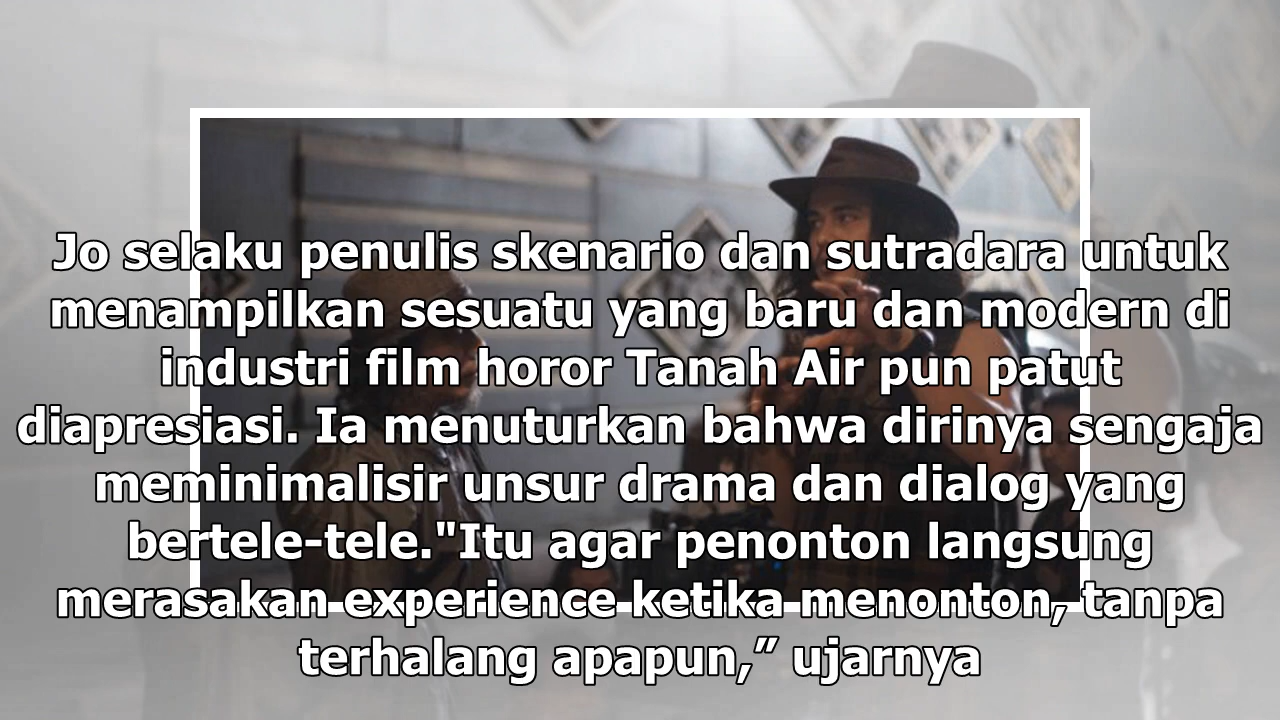 Jo selaku penulis skenario dan sutradara untuk
menampilkan sesuatu yang baru dan modern di
industri film horor Tanah Air pun patut
diapresiasi. Ia menuturkan bahwa dirinya sengaja
meminimalisir unsur drama dan dialog yang
bertele-tele."Itu agar penonton langsung
merasakan experience ketika menonton, tanpa
terhalang apapun,” ujarnya